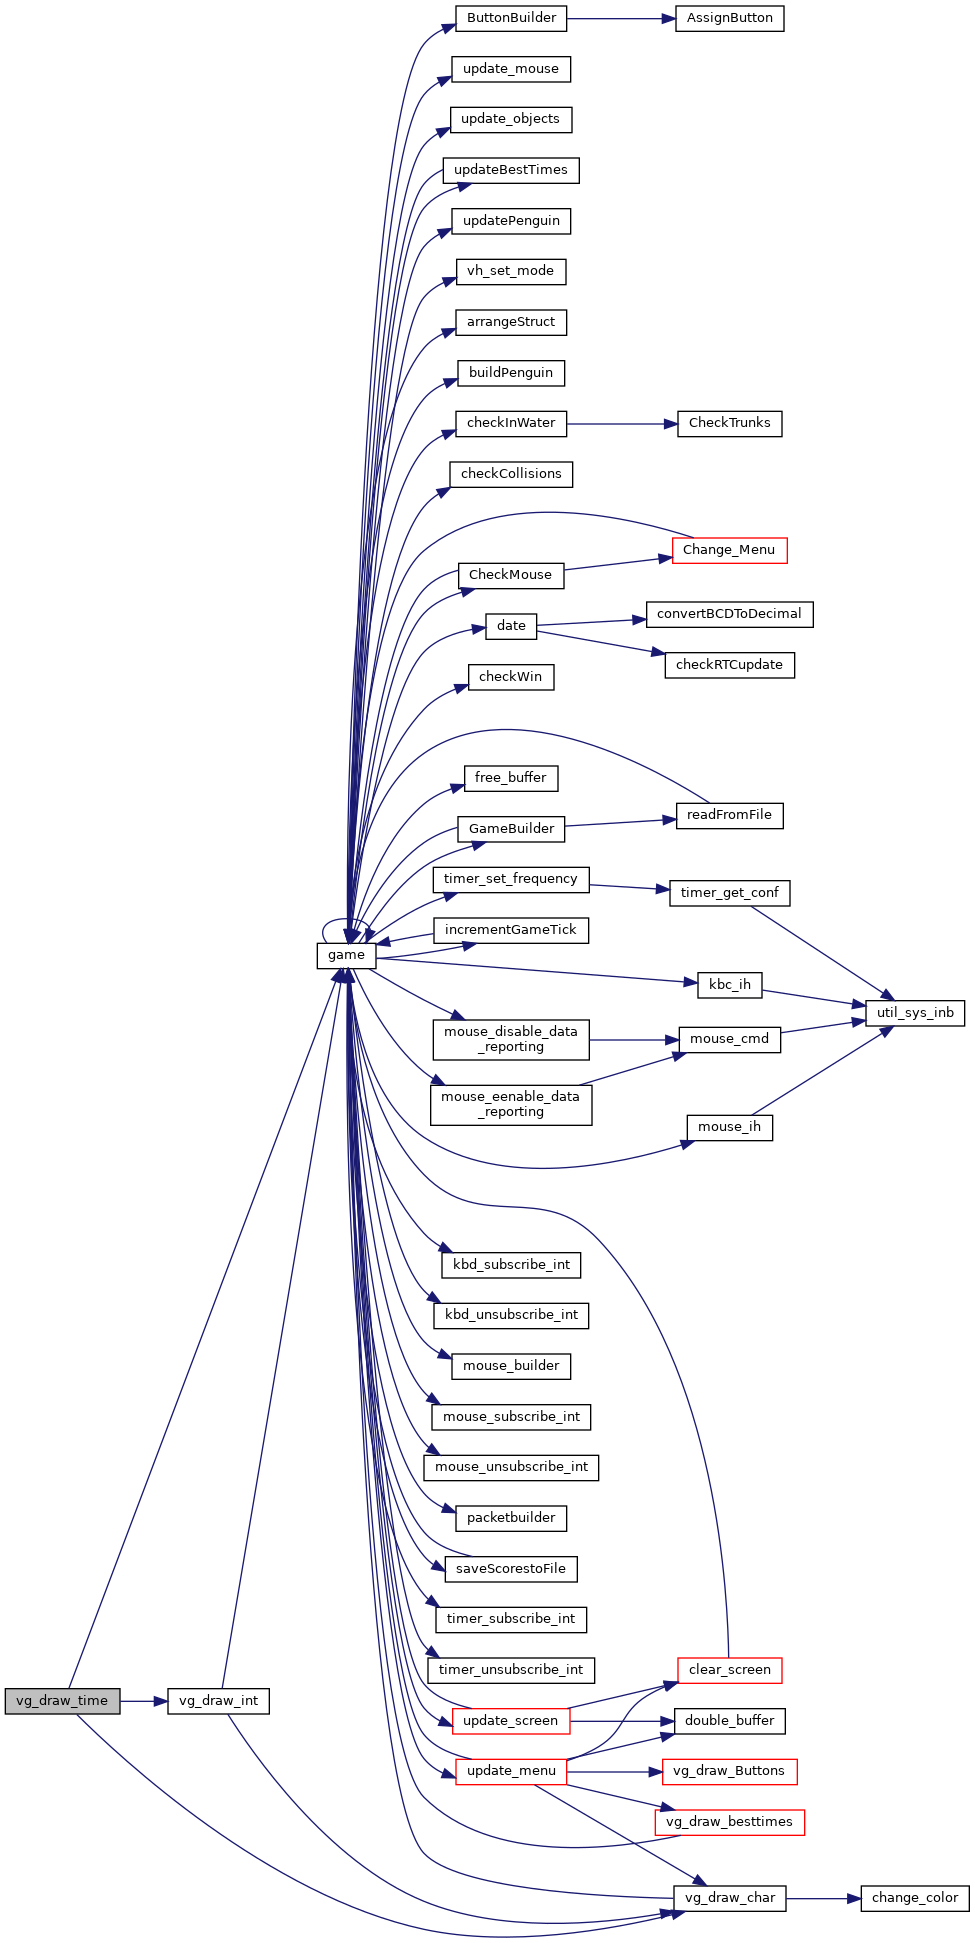 ButtonBuilder
AssignButton
update_mouse
update_objects
updateBestTimes
updatePenguin
vh_set_mode
arrangeStruct
buildPenguin
checkInWater
CheckTrunks
checkCollisions
Change_Menu
CheckMouse
convertBCDToDecimal
date
checkRTCupdate
checkWin
free_buffer
readFromFile
GameBuilder
timer_set_frequency
timer_get_conf
incrementGameTick
game
kbc_ih
util_sys_inb
mouse_disable_data
_reporting
mouse_cmd
mouse_eenable_data
_reporting
mouse_ih
kbd_subscribe_int
kbd_unsubscribe_int
mouse_builder
mouse_subscribe_int
mouse_unsubscribe_int
packetbuilder
saveScorestoFile
timer_subscribe_int
timer_unsubscribe_int
clear_screen
vg_draw_time
vg_draw_int
update_screen
double_buffer
update_menu
vg_draw_Buttons
vg_draw_besttimes
vg_draw_char
change_color